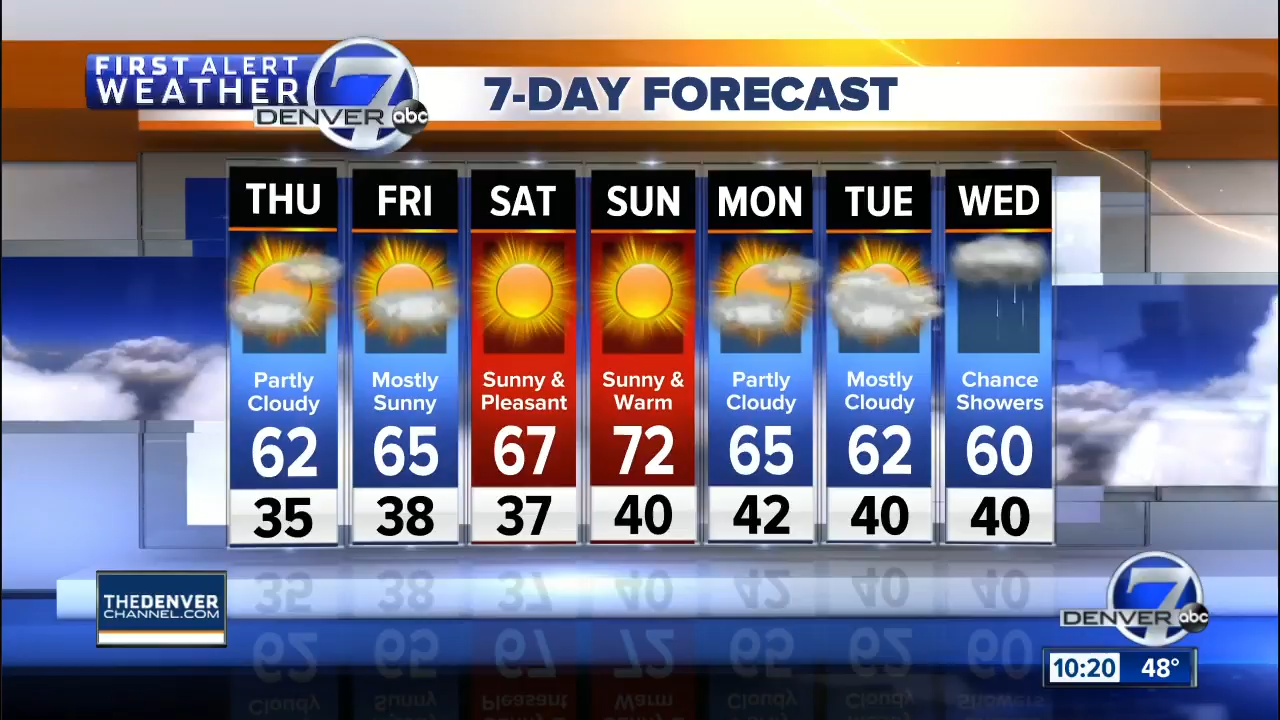 FIRST ALERT
WEATHER
7
DENVER abc
7-DAY FORECAST
THU FRI SAT SUN MON TUE WED
Partly Mostly Sunny & Sunny & Partly Mostly Chance
Cloudy Sunny Pleasant Warm Cloudy Cloudy Showers
62 65 67 72 65 62 60
35 38 37 40 42 40 40
THEDENVER
CHANNEL.COM
7
DENVER abc
10:20 48°